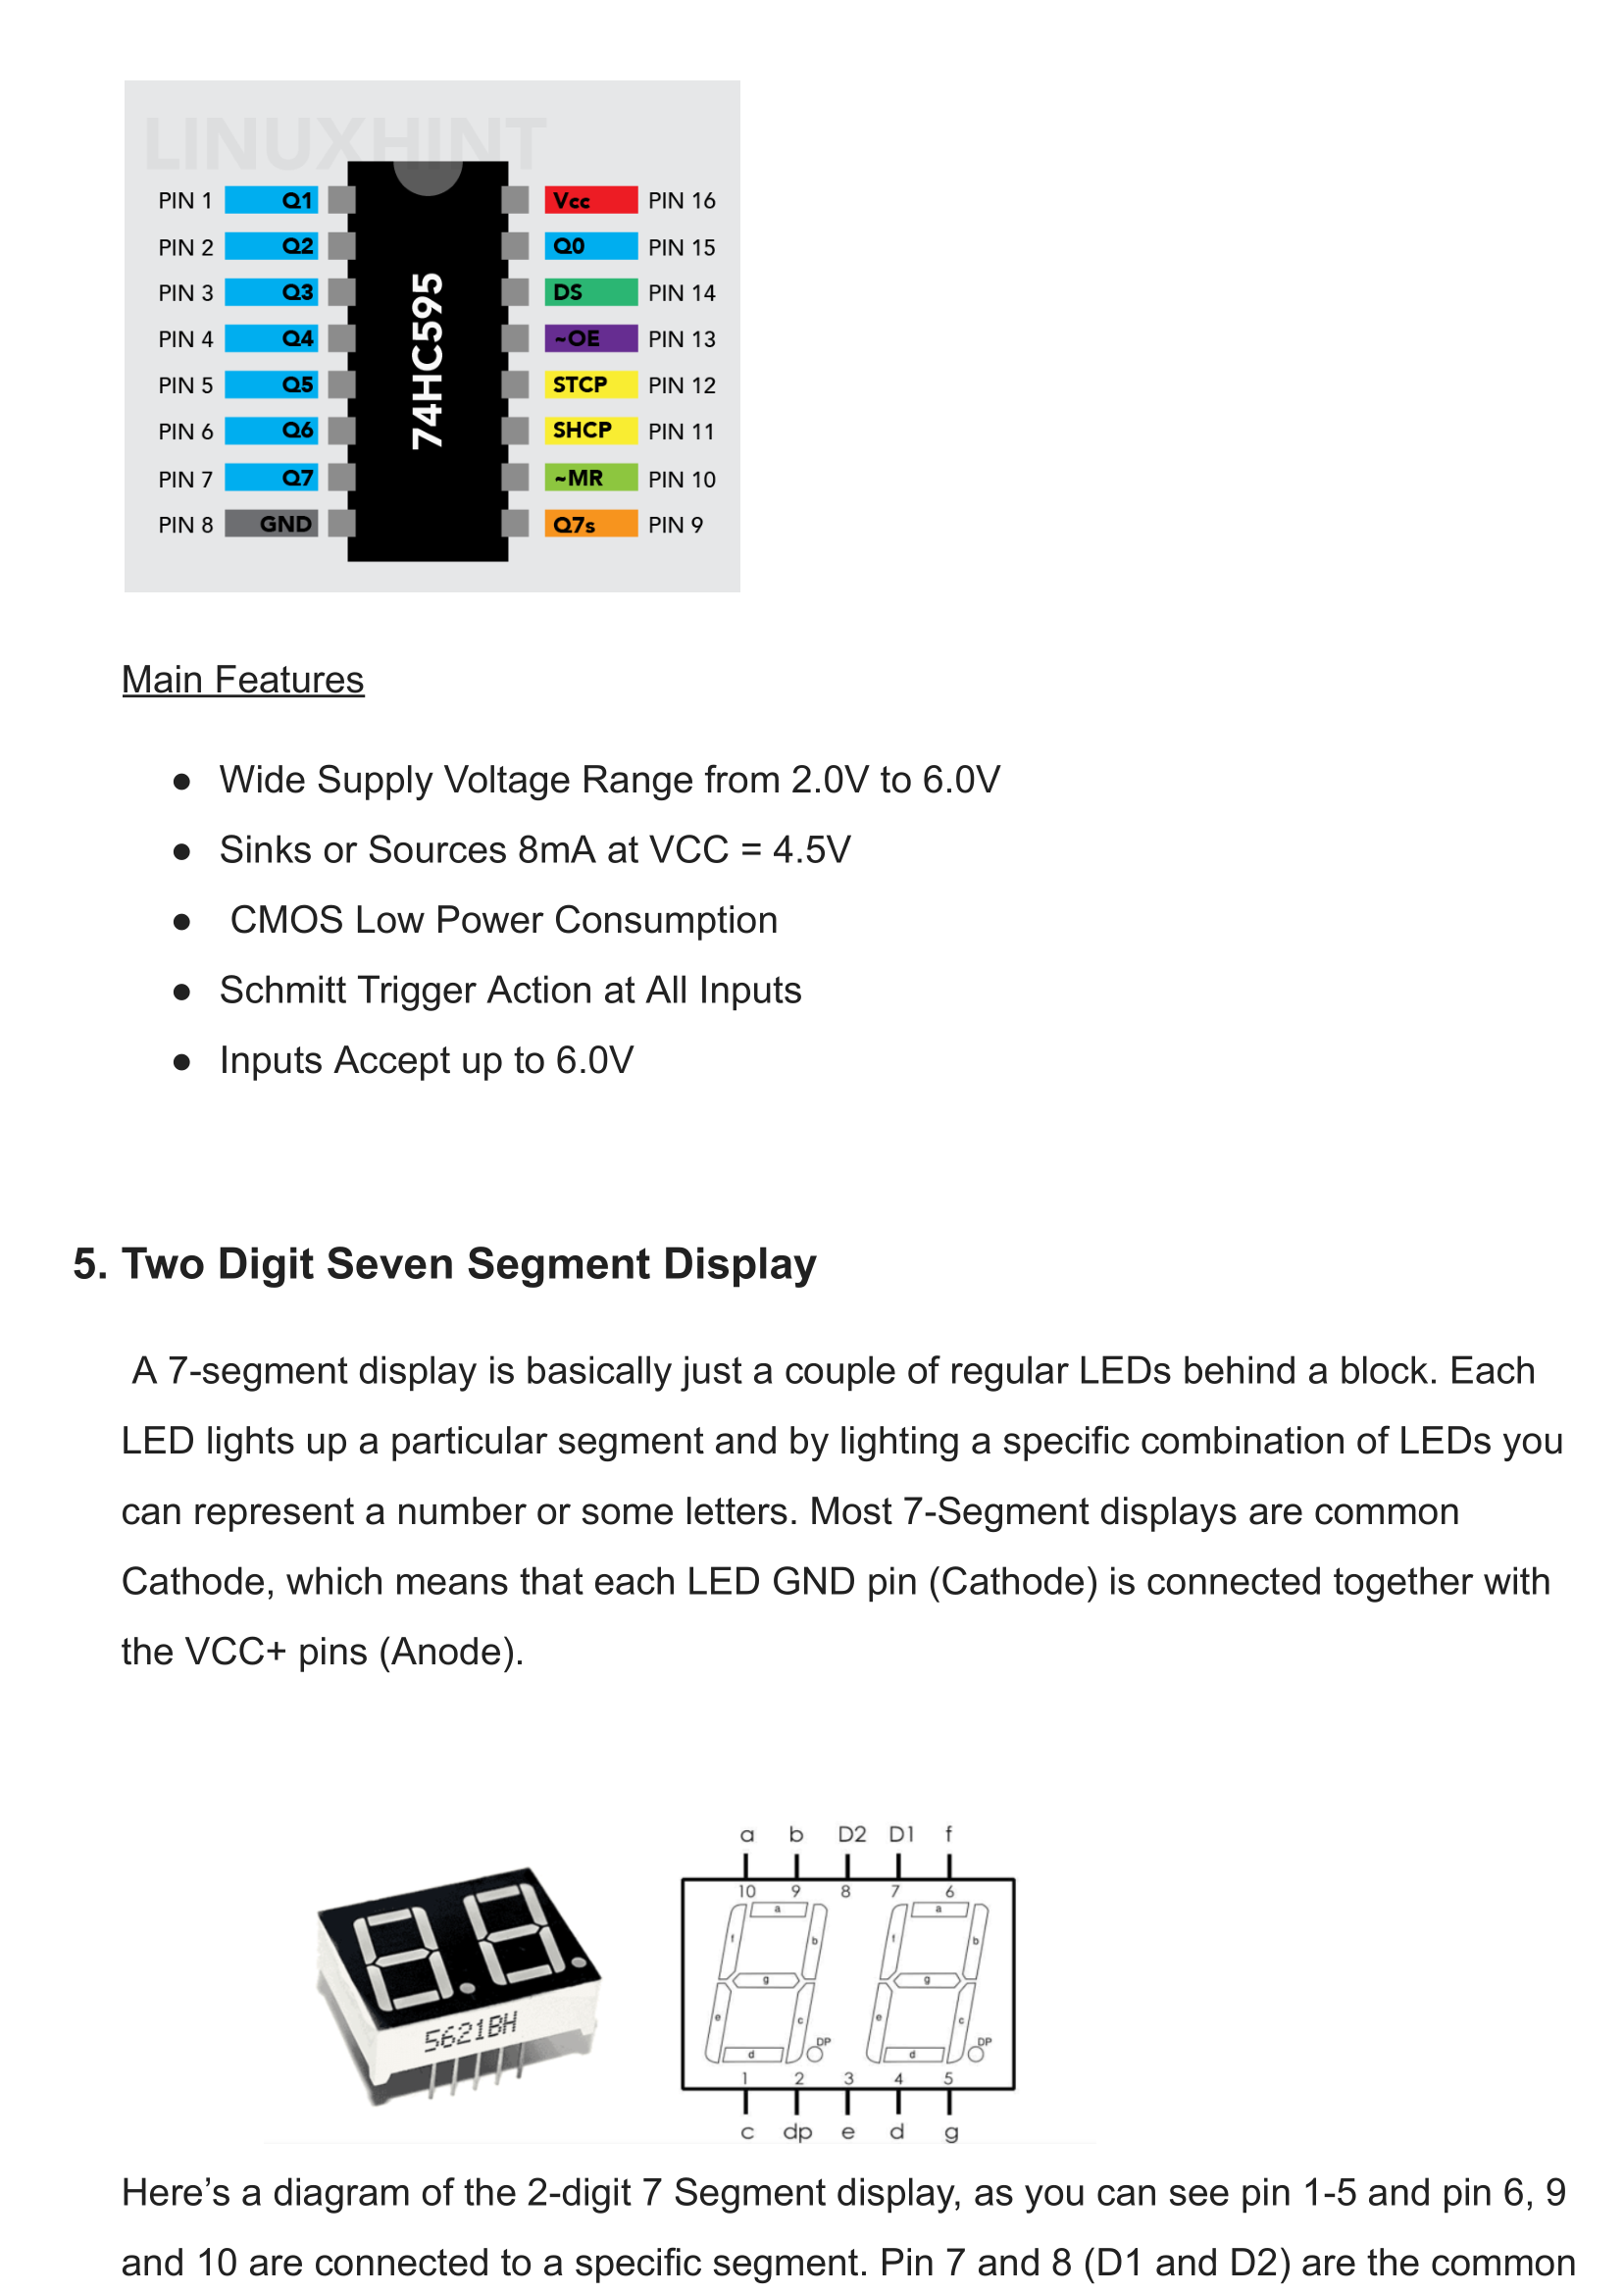 LINUXHINT
PIN 1 Q1 Vcc PIN 16
PIN 2 Q2 Q0 PIN 15
PIN 3 Q3 DS PIN 14
PIN 4 Q4 ~OE PIN 13
PIN 5 Q5 STCP PIN 12
PIN 6 Q6 SHCP PIN 11
PIN 7 Q7 ~MR PIN 10
PIN 8 GND Q7s PIN 9
74HC595
Main Features
● Wide Supply Voltage Range from 2.0V to 6.0V
● Sinks or Sources 8mA at VCC = 4.5V
● CMOS Low Power Consumption
● Schmitt Trigger Action at All Inputs
● Inputs Accept up to 6.0V
5. Two Digit Seven Segment Display
A 7-segment display is basically just a couple of regular LEDs behind a block. Each
LED lights up a particular segment and by lighting a specific combination of LEDs you
can represent a number or some letters. Most 7-Segment displays are common
Cathode, which means that each LED GND pin (Cathode) is connected together with
the VCC+ pins (Anode).
5621BH
a b D2 D1 f
10 9 8 7 6
a a
f b f b
g g
e c e c
d DP d DP
1 2 3 4 5
c dp e d g
Here’s a diagram of the 2-digit 7 Segment display, as you can see pin 1-5 and pin 6, 9
and 10 are connected to a specific segment. Pin 7 and 8 (D1 and D2) are the common